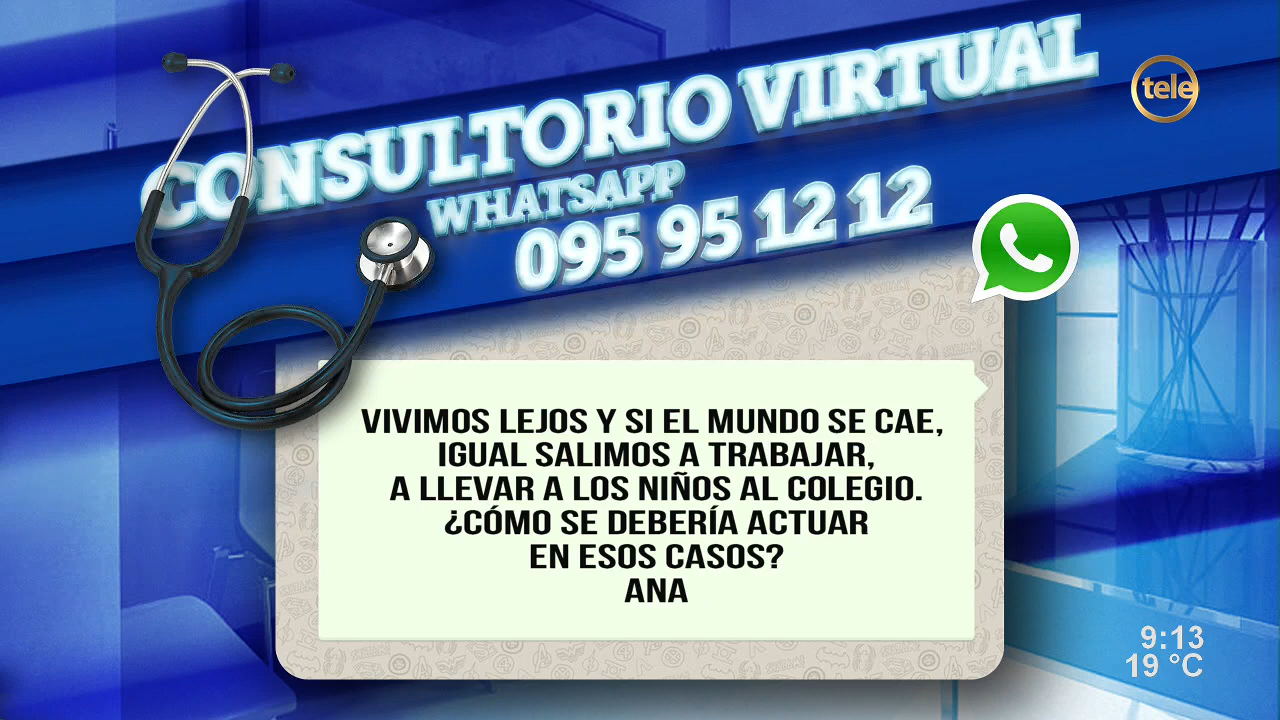 CONSULTORIO VIRTUAL
tele
WHATSAPP
095 95 12 12
VIVIMOS LEJOS Y SI EL MUNDO SE CAE,
IGUAL SALIMOS A TRABAJAR,
A LLEVAR A LOS NIÑOS AL COLEGIO.
¿CÓMO SE DEBERÍA ACTUAR
EN ESOS CASOS?
ANA
9:13
19 °C